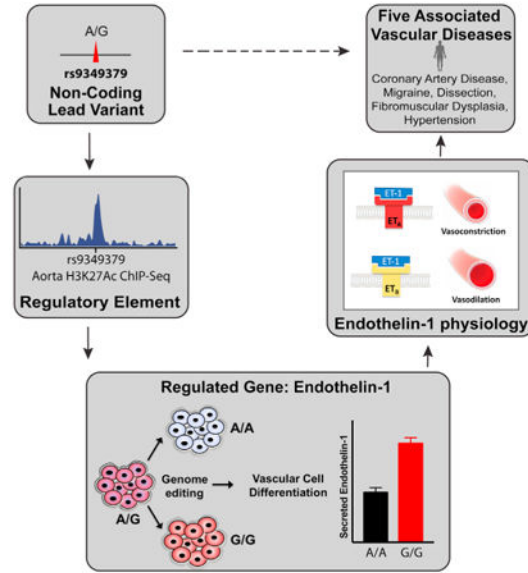 A/G
rs9349379
Non-Coding
Lead Variant
Five Associated
Vascular Diseases
Coronary Artery Disease,
Migraine, Dissection,
Fibromuscular Dysplasia,
Hypertension
rs9349379
Aorta H3K27Ac ChIP-Seq
Regulatory Element
ET-1
ETA
Vasoconstriction
ET-1
ETB
Vasodilation
Endothelin-1 physiology
Regulated Gene: Endothelin-1
A/A
Genome
editing
Vascular Cell
Differentiation
A/G
G/G
Secreted Endothelin-1
A/A
G/G